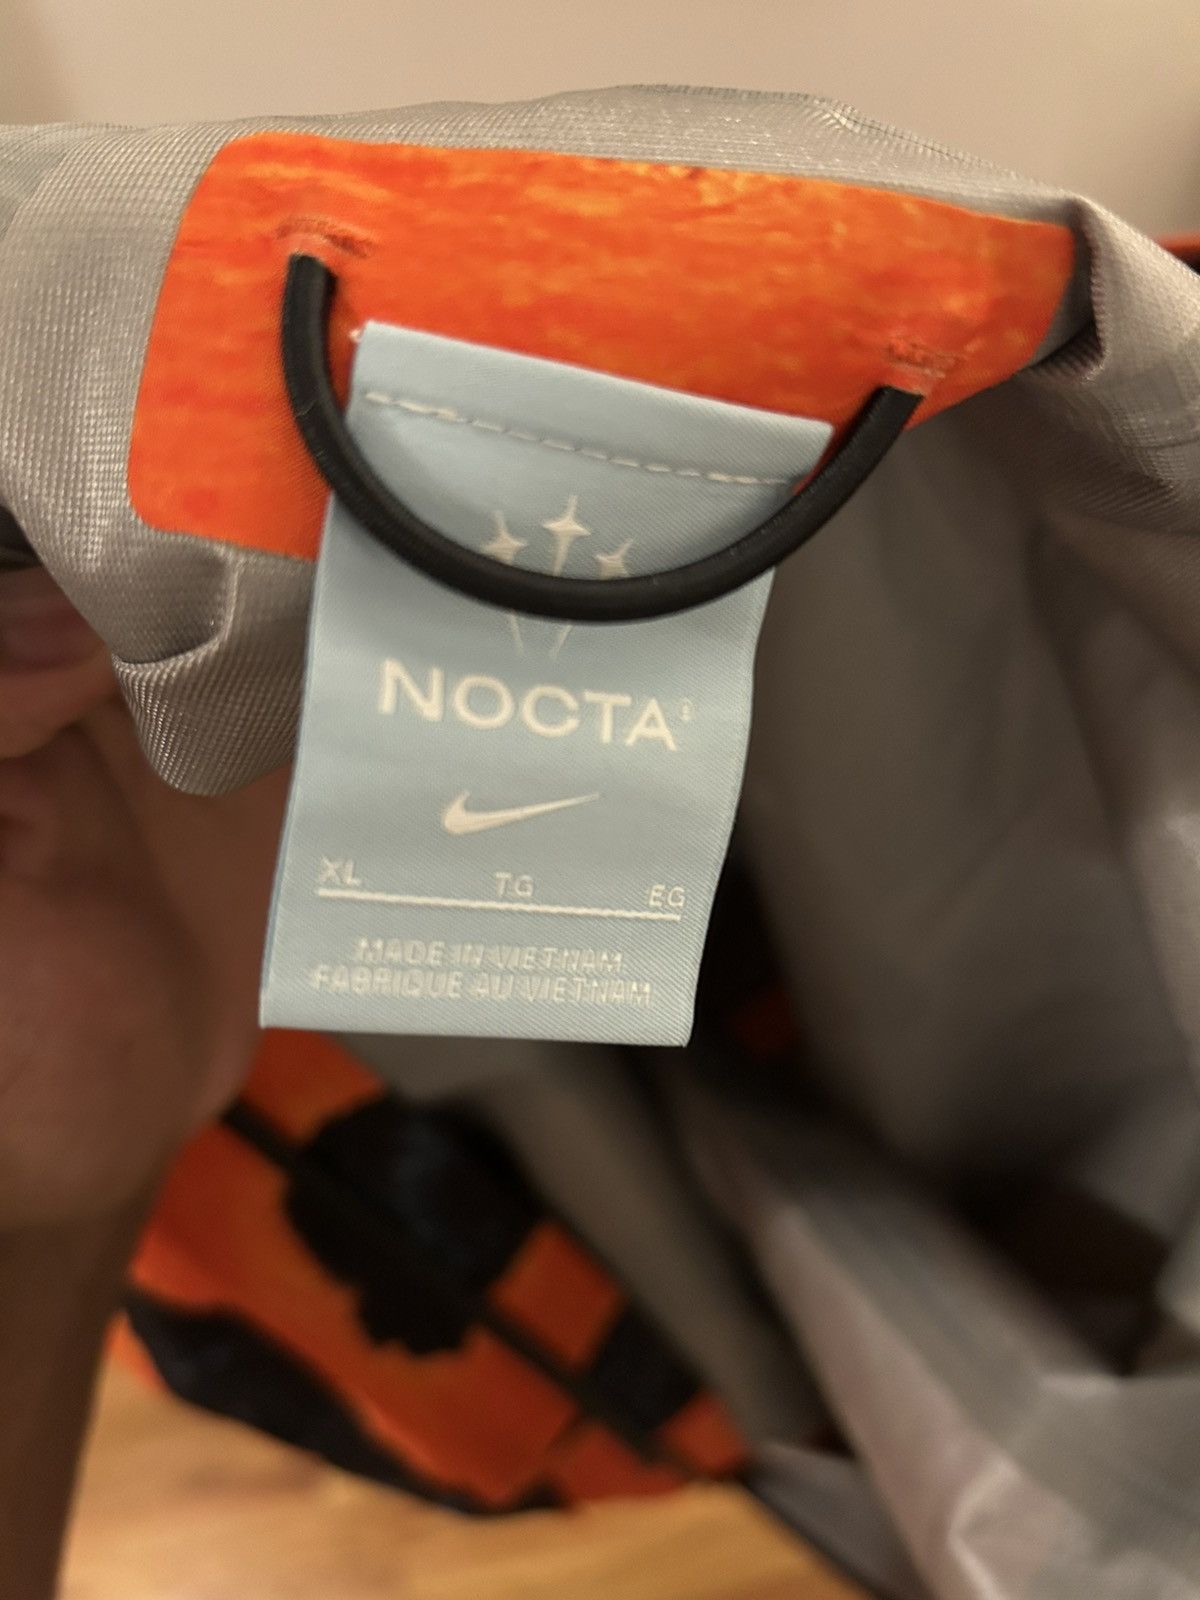 NOCTA
XL TG EG
MADE IN VIETNAM
FABRIQUE AU VIETNAM